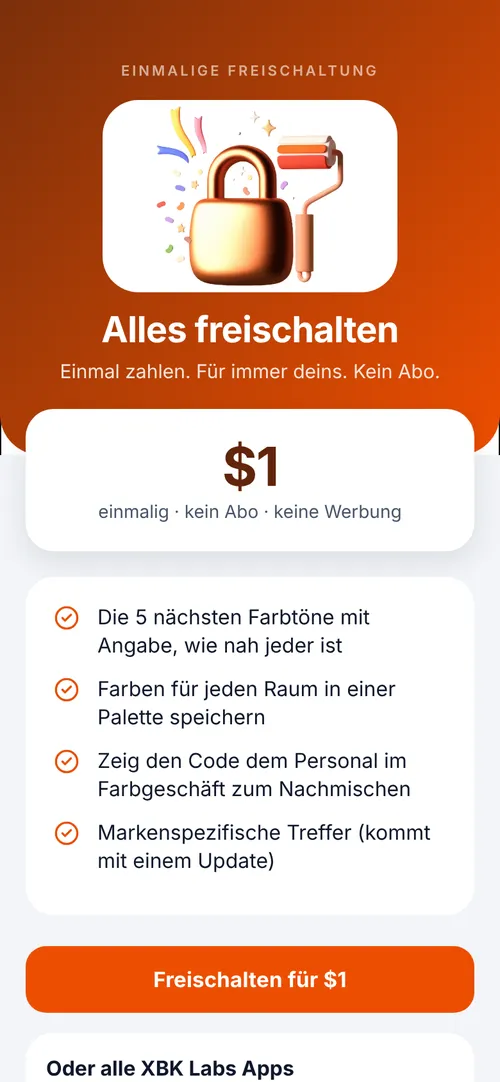 EINMALIGE FREISCHALTUNG
Alles freischalten
Einmal zahlen. Für immer deins. Kein Abo.
$1
einmalig · kein Abo · keine Werbung
Die 5 nächsten Farbtöne mit
Angabe, wie nah jeder ist
Farben für jeden Raum in einer
Palette speichern
Zeig den Code dem Personal im
Farbgeschäft zum Nachmischen
Markenspezifische Treffer (kommt
mit einem Update)
Freischalten für $1
Oder alle XBK Labs Apps